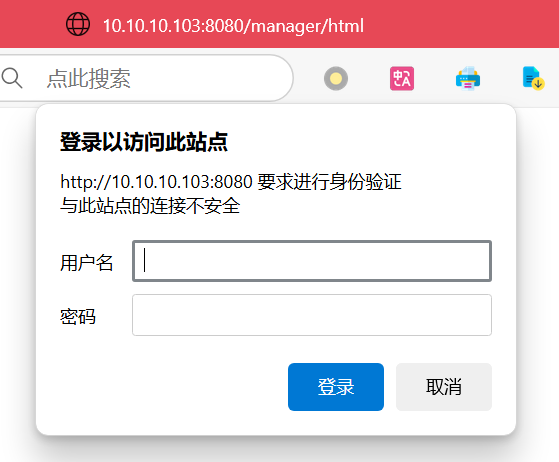 10.10.10.103:8080/manager/html
点此搜索
中
A
登录以访问此站点
http://10.10.10.103:8080 要求进行身份验证
与此站点的连接不安全
用户名
密码
登录
取消